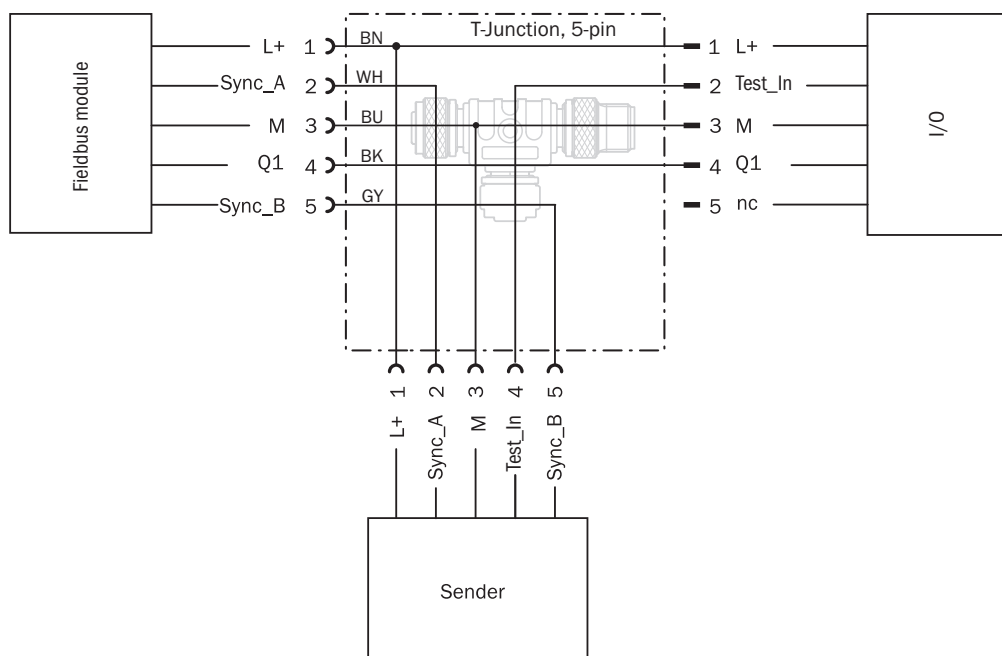 T-Junction, 5-pin
Fieldbus module
L+ 1 BN
Sync_A 2 WH
M 3 BU
Q1 4 BK
Sync_B 5 GY
1 L+
2 Test_In
3 M
4 Q1
5 nc
I/O
1 2 3 4 5
L+ Sync_A M Test_In Sync_B
Sender